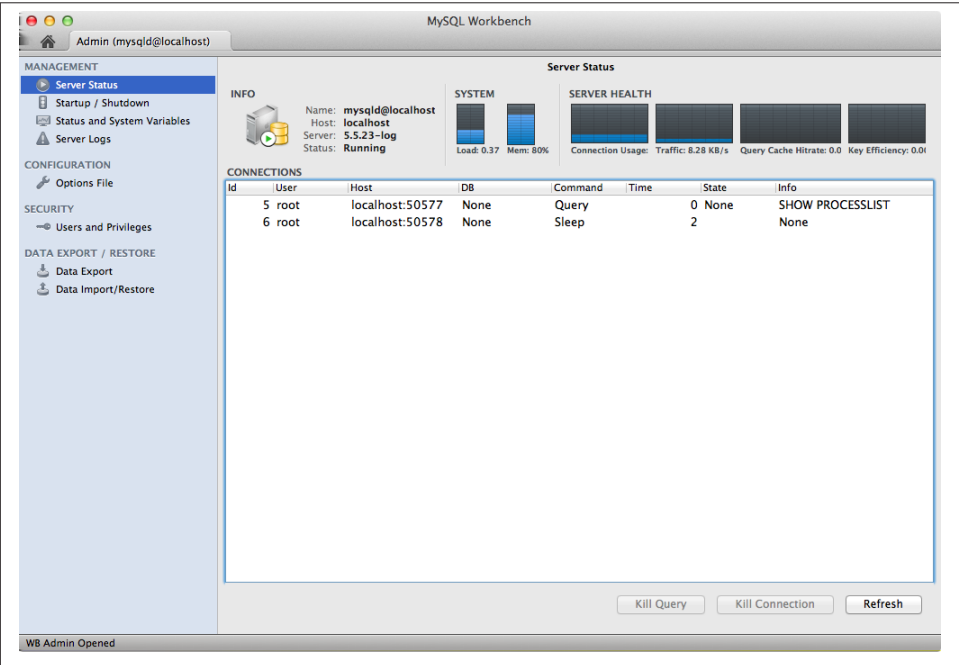 MySQL Workbench
Admin (mysqld@localhost)
MANAGEMENT
Server Status
Startup / Shutdown
Status and System Variables
Server Logs
CONFIGURATION
Options File
SECURITY
Users and Privileges
DATA EXPORT / RESTORE
Data Export
Data Import/Restore
Server Status
INFO
Name: mysqld@localhost
Host: localhost
Server: 5.5.23-log
Status: Running
SYSTEM
Load: 0.37 Mem: 80%
SERVER HEALTH
Connection Usage: Traffic: 8.28 KB/s Query Cache Hitrate: 0.0 Key Efficiency: 0.0
CONNECTIONS
Id User Host DB Command Time State Info
5 root localhost:50577 None Query 0 None SHOW PROCESSLIST
6 root localhost:50578 None Sleep 2 None
Kill Query Kill Connection Refresh
WB Admin Opened